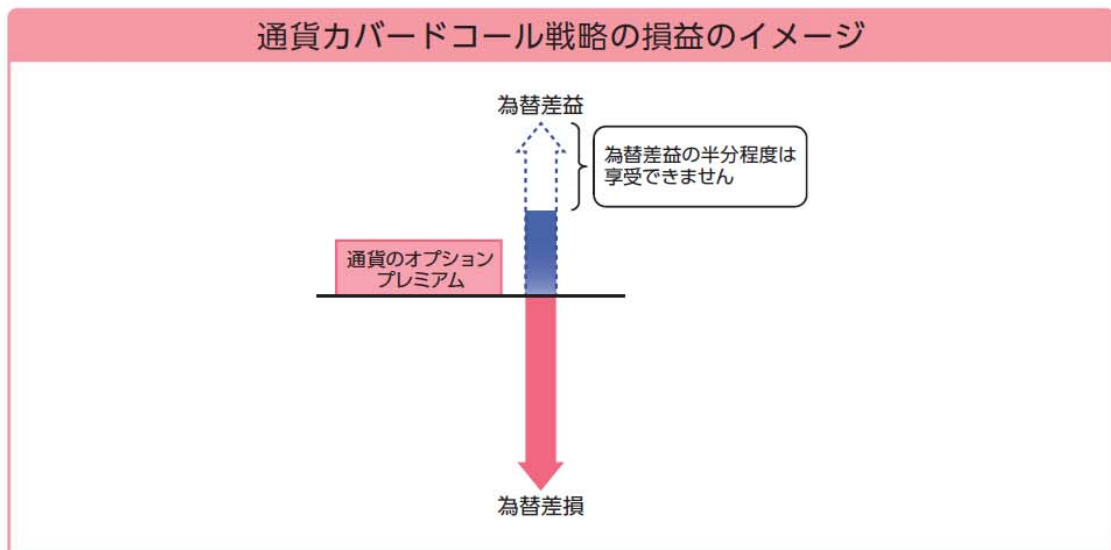 通貨カバードコール戦略の損益のイメージ
為替差益
為替差益の半分程度は
享受できません
通貨のオプション
プレミアム
為替差損